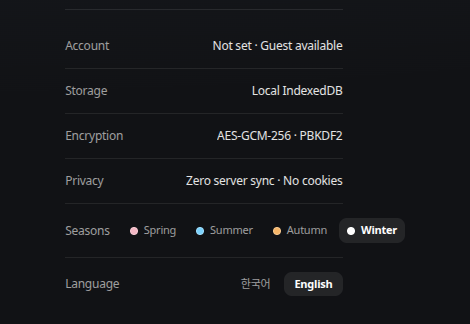 Account Not set · Guest available
Storage Local IndexedDB
Encryption AES-GCM-256 · PBKDF2
Privacy Zero server sync · No cookies
Seasons Spring Summer Autumn Winter
Language 한국어 English